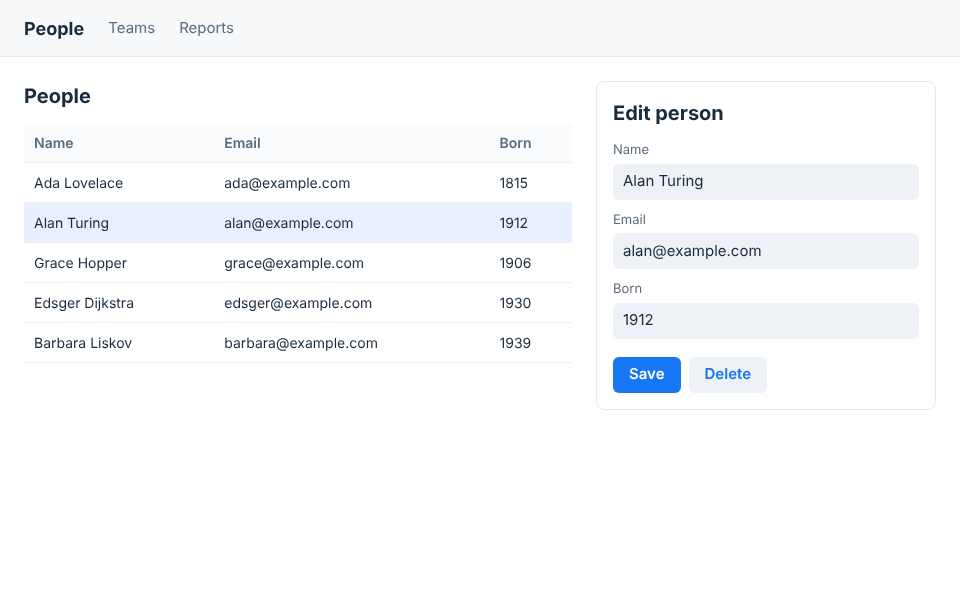 People Teams Reports
People
Name Email Born
Ada Lovelace ada@example.com 1815
Alan Turing alan@example.com 1912
Grace Hopper grace@example.com 1906
Edsger Dijkstra edsger@example.com 1930
Barbara Liskov barbara@example.com 1939
Edit person
Name
Alan Turing
Email
alan@example.com
Born
1912
Save Delete